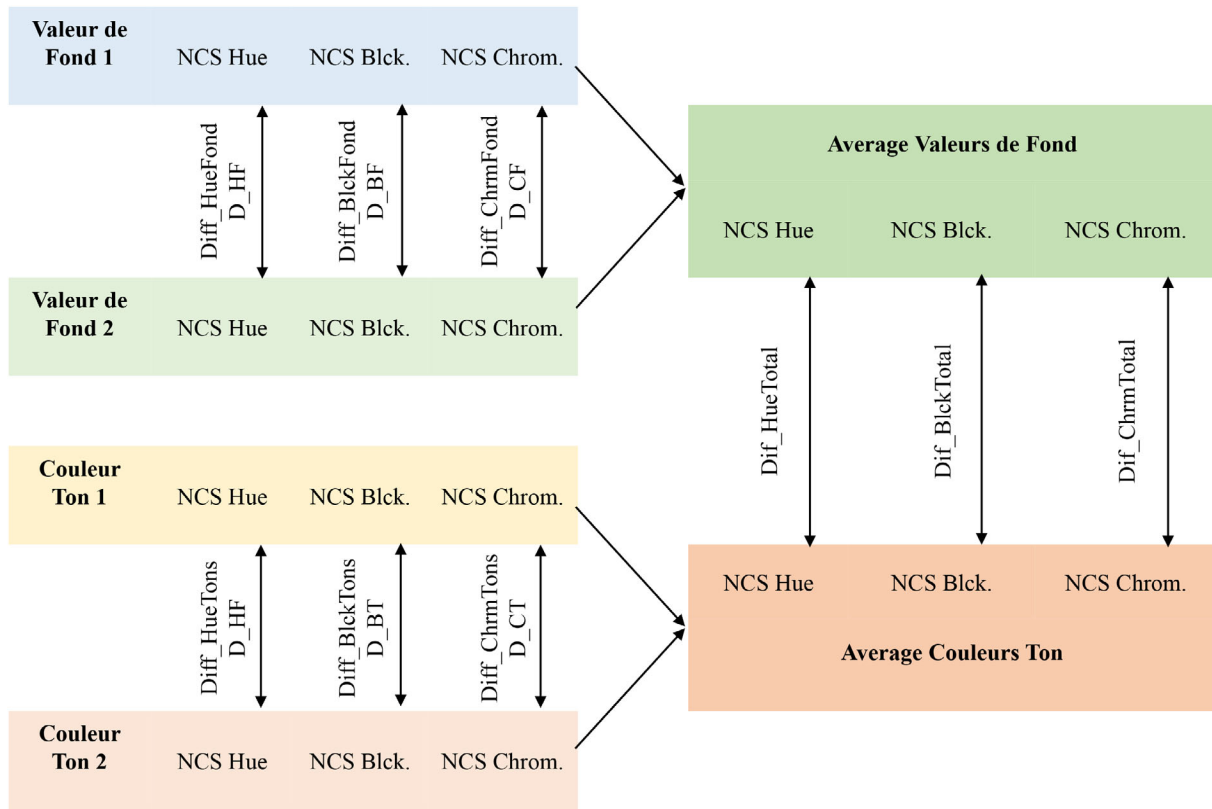 Valeur de
Fond 1
NCS Hue
NCS Blck.
NCS Chrom.
Diff_HueFond
D_HF
Diff_BlckFond
D_BF
Diff_ChrmFond
D_CF
Valeur de
Fond 2
NCS Hue
NCS Blck.
NCS Chrom.
Couleur
Ton 1
NCS Hue
NCS Blck.
NCS Chrom.
Diff_HueTons
D_HF
Diff_BlckTons
D_BT
Diff_ChrmTons
D_CT
Couleur
Ton 2
NCS Hue
NCS Blck.
NCS Chrom.
Average Valeurs de Fond
NCS Hue
NCS Blck.
NCS Chrom.
Dif_HueTotal
Dif_BlckTotal
Dif_ChrmTotal
NCS Hue
NCS Blck.
NCS Chrom.
Average Couleurs Ton